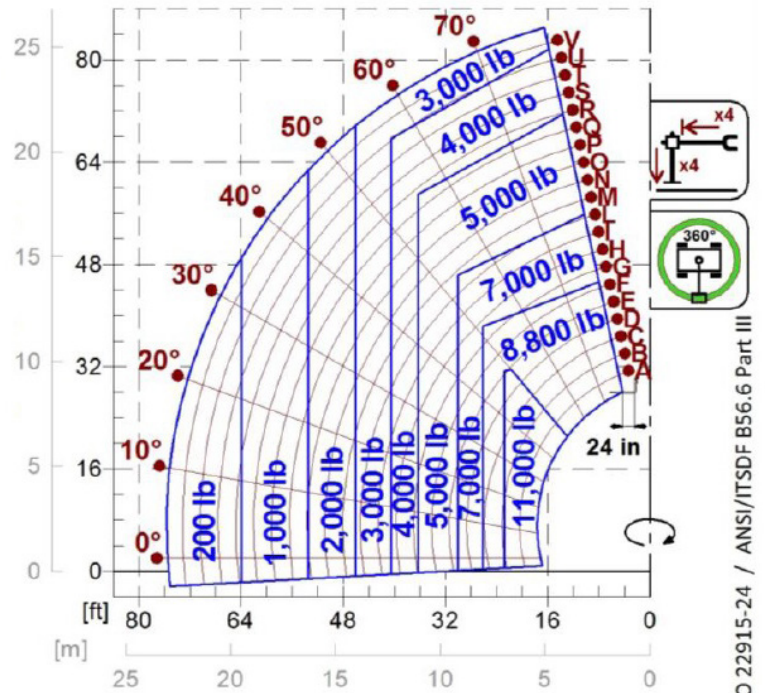 25
20
15
10
5
0
80
64
48
32
16
0
[ft]
80
64
48
32
16
0
[m]
25
20
15
10
5
0
0°
10°
20°
30°
40°
50°
60°
70°
V
U
T
S
R
Q
P
O
N
M
L
I
H
G
F
E
D
C
B
A
3,000 lb
4,000 lb
5,000 lb
7,000 lb
8,800 lb
200 lb
1,000 lb
2,000 lb
3,000 lb
4,000 lb
5,000 lb
7,000 lb
11,000 lb
24 in
x4
x4
360°
22915-24 / ANSI/ITSDF B56.6 Part III